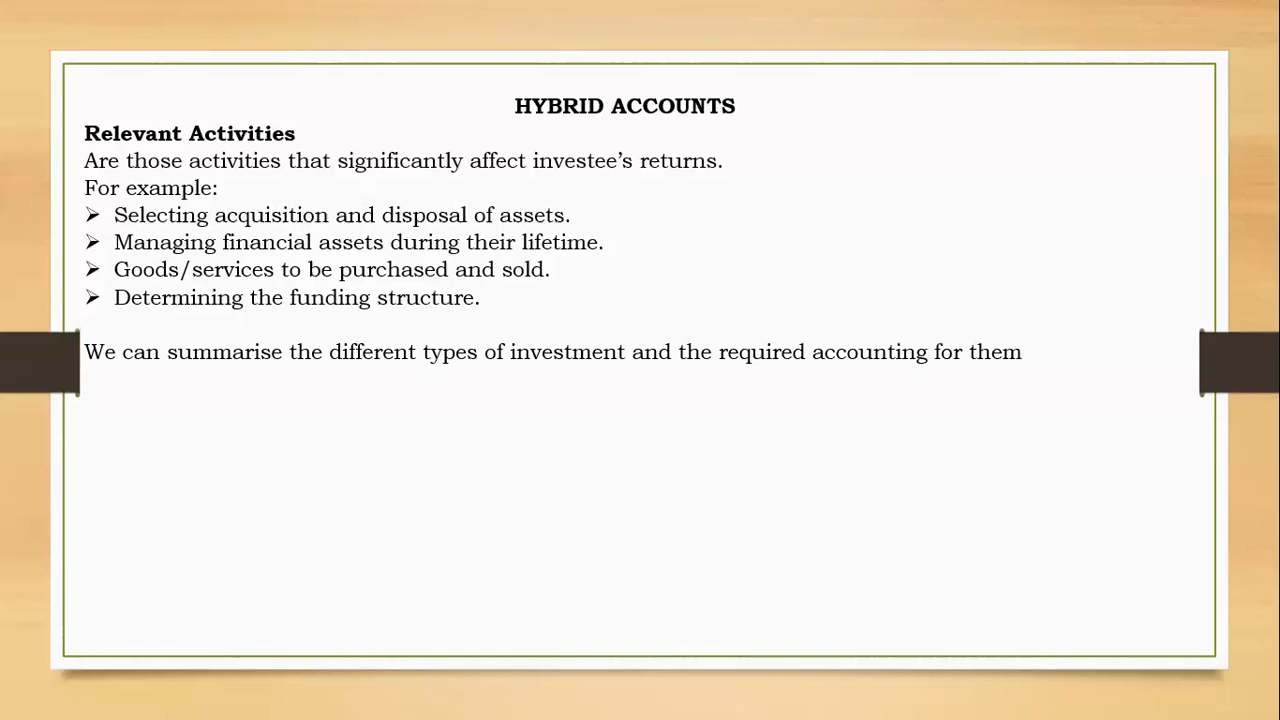 HYBRID ACCOUNTS
Relevant Activities
Are those activities that significantly affect investee’s returns.
For example:
➢ Selecting acquisition and disposal of assets.
➢ Managing financial assets during their lifetime.
➢ Goods/services to be purchased and sold.
➢ Determining the funding structure.
We can summarise the different types of investment and the required accounting for them